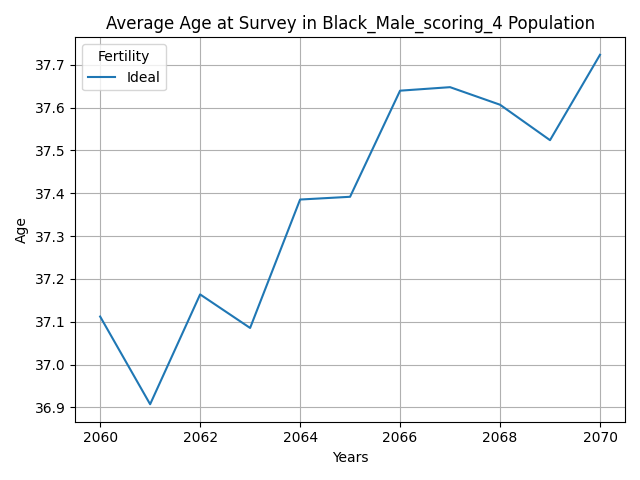 Average Age at Survey in Black_Male_scoring_4 Population
Fertility
Ideal
37.7
37.6
37.5
37.4
37.3
37.2
37.1
37.0
36.9
Age
2060 2062 2064 2066 2068 2070
Years